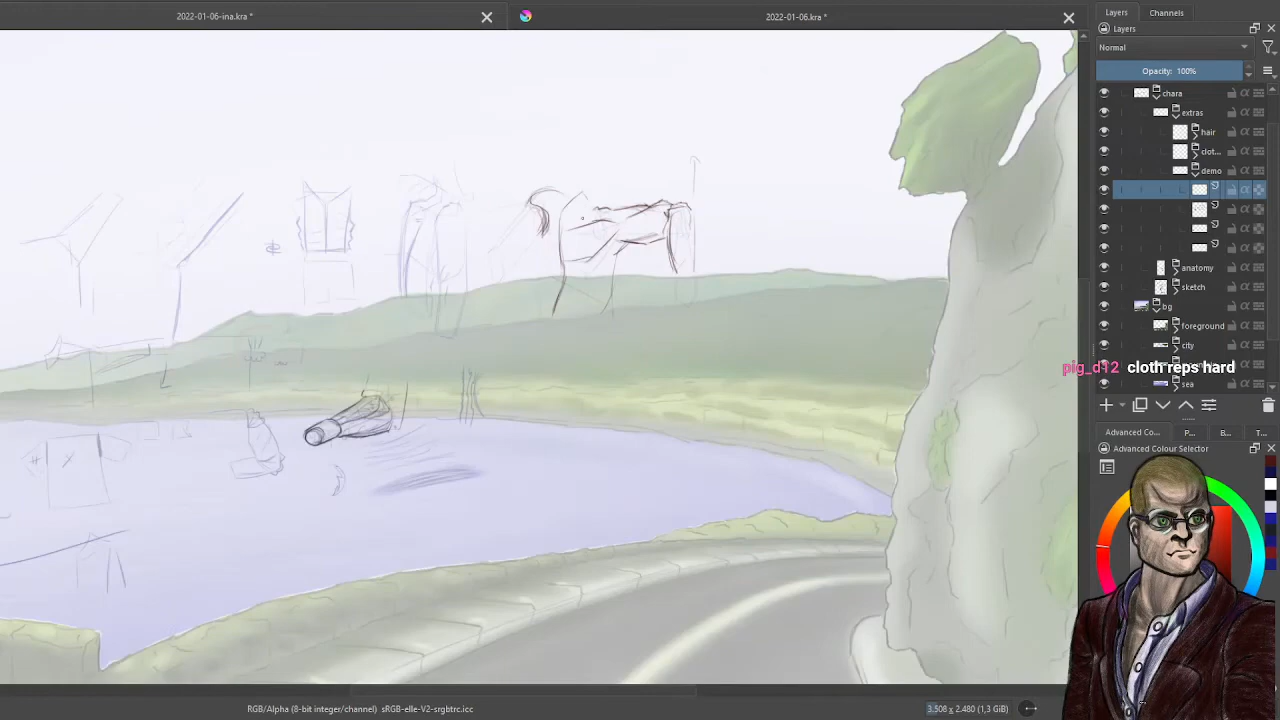 2022-01-06-ina.kra *
2022-01-06.kra *
Layers
Channels
Layers
Normal
Opacity: 100%
chara
extras
hair
clot...
demo
anatomy
sketch
bg
foreground
city
sea
pig_d12 cloth reps hard
Advanced Co...
P...
B...
T...
Advanced Colour Selector
RGB/Alpha (8-bit integer/channel) sRGB-elle-V2-srgbtrc.icc
3.508 x 2.480 (1,3 GiB)